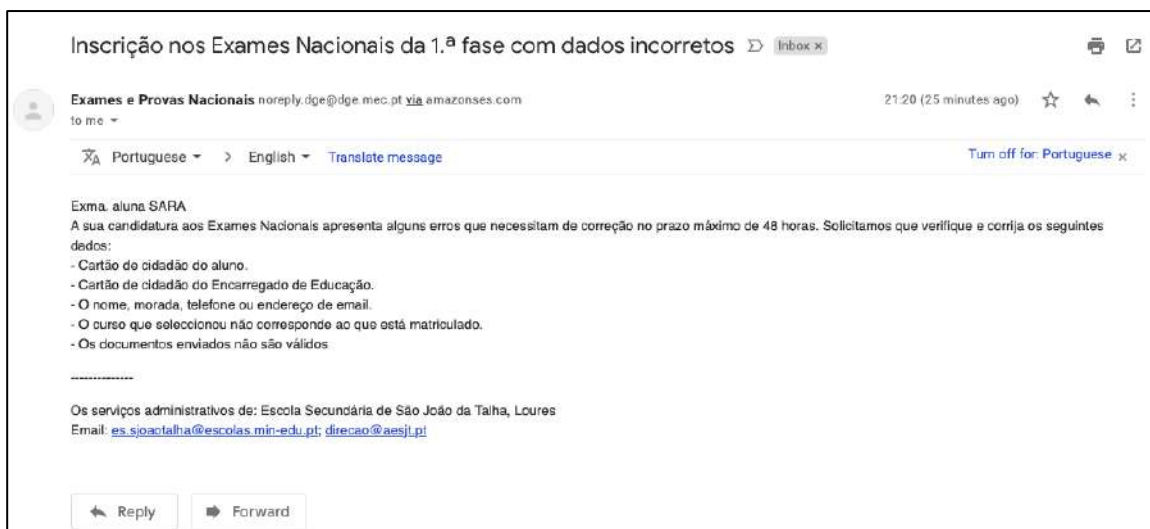 Inscrição nos Exames Nacionais da 1.ª fase com dados incorretos Inbox x
Exames e Provas Nacionais noreply.dge@dge.mec.pt via amazonses.com 21:20 (25 minutes ago)
to me
Portuguese > English Translate message Turn off for: Portuguese x
Exma. aluna SARA
A sua candidatura aos Exames Nacionais apresenta alguns erros que necessitam de correção no prazo máximo de 48 horas. Solicitamos que verifique e corrija os seguintes
dados:
- Cartão de cidadão do aluno.
- Cartão de cidadão do Encarregado de Educação.
- O nome, morada, telefone ou endereço de email.
- O curso que seleccionou não corresponde ao que está matriculado.
- Os documentos enviados não são válidos
--------------
Os serviços administrativos de: Escola Secundária de São João da Talha, Loures
Email: es.sjoaotalha@escolas.min-edu.pt; direcao@aesjt.pt
Reply Forward